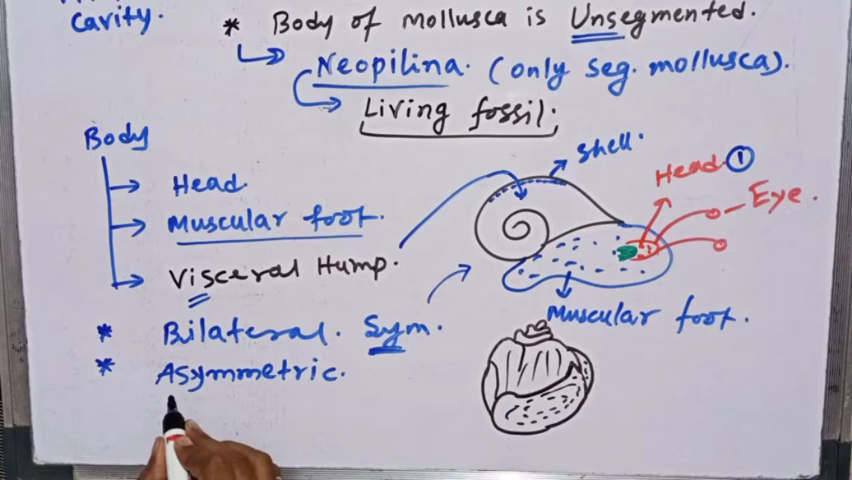 cavity.
* Body of mollusca is Unsegmented.
Neopilina. (only seg. mollusca).
Living fossil.
Body
Head
Muscular foot.
Visceral Hump.
* Bilateral. Sym.
* Asymmetric.
Shell.
Head ①
Eye.
Muscular foot.